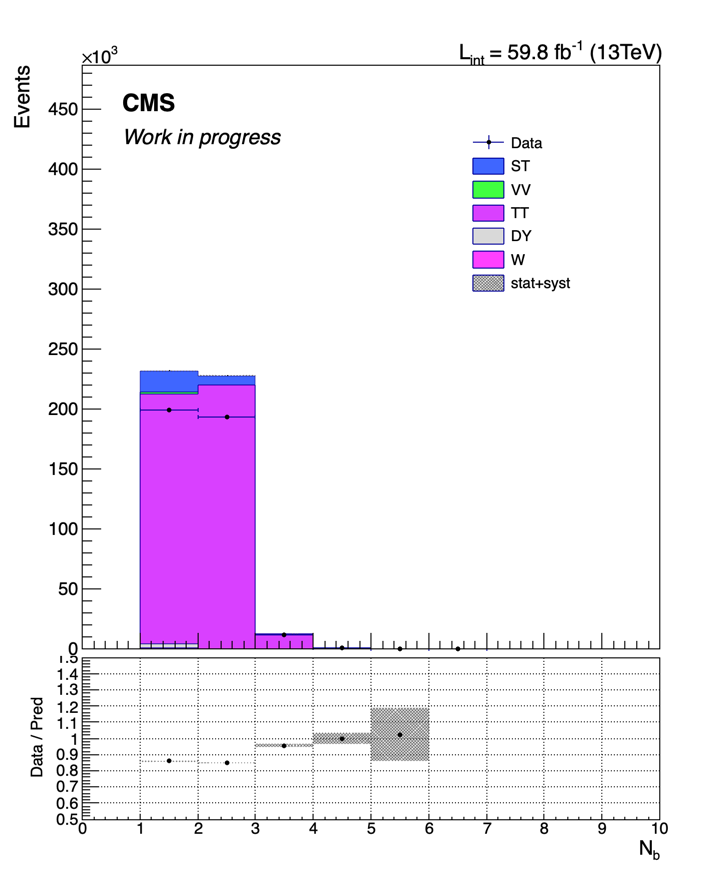 ×10³
L_int = 59.8 fb⁻¹ (13TeV)
Events
CMS
Work in progress
450
400
350
300
250
200
150
100
50
0
Data
ST
VV
TT
DY
W
stat+syst
Data / Pred
1.5
1.4
1.3
1.2
1.1
1
0.9
0.8
0.7
0.6
0.5
0 1 2 3 4 5 6 7 8 9 10
N_b